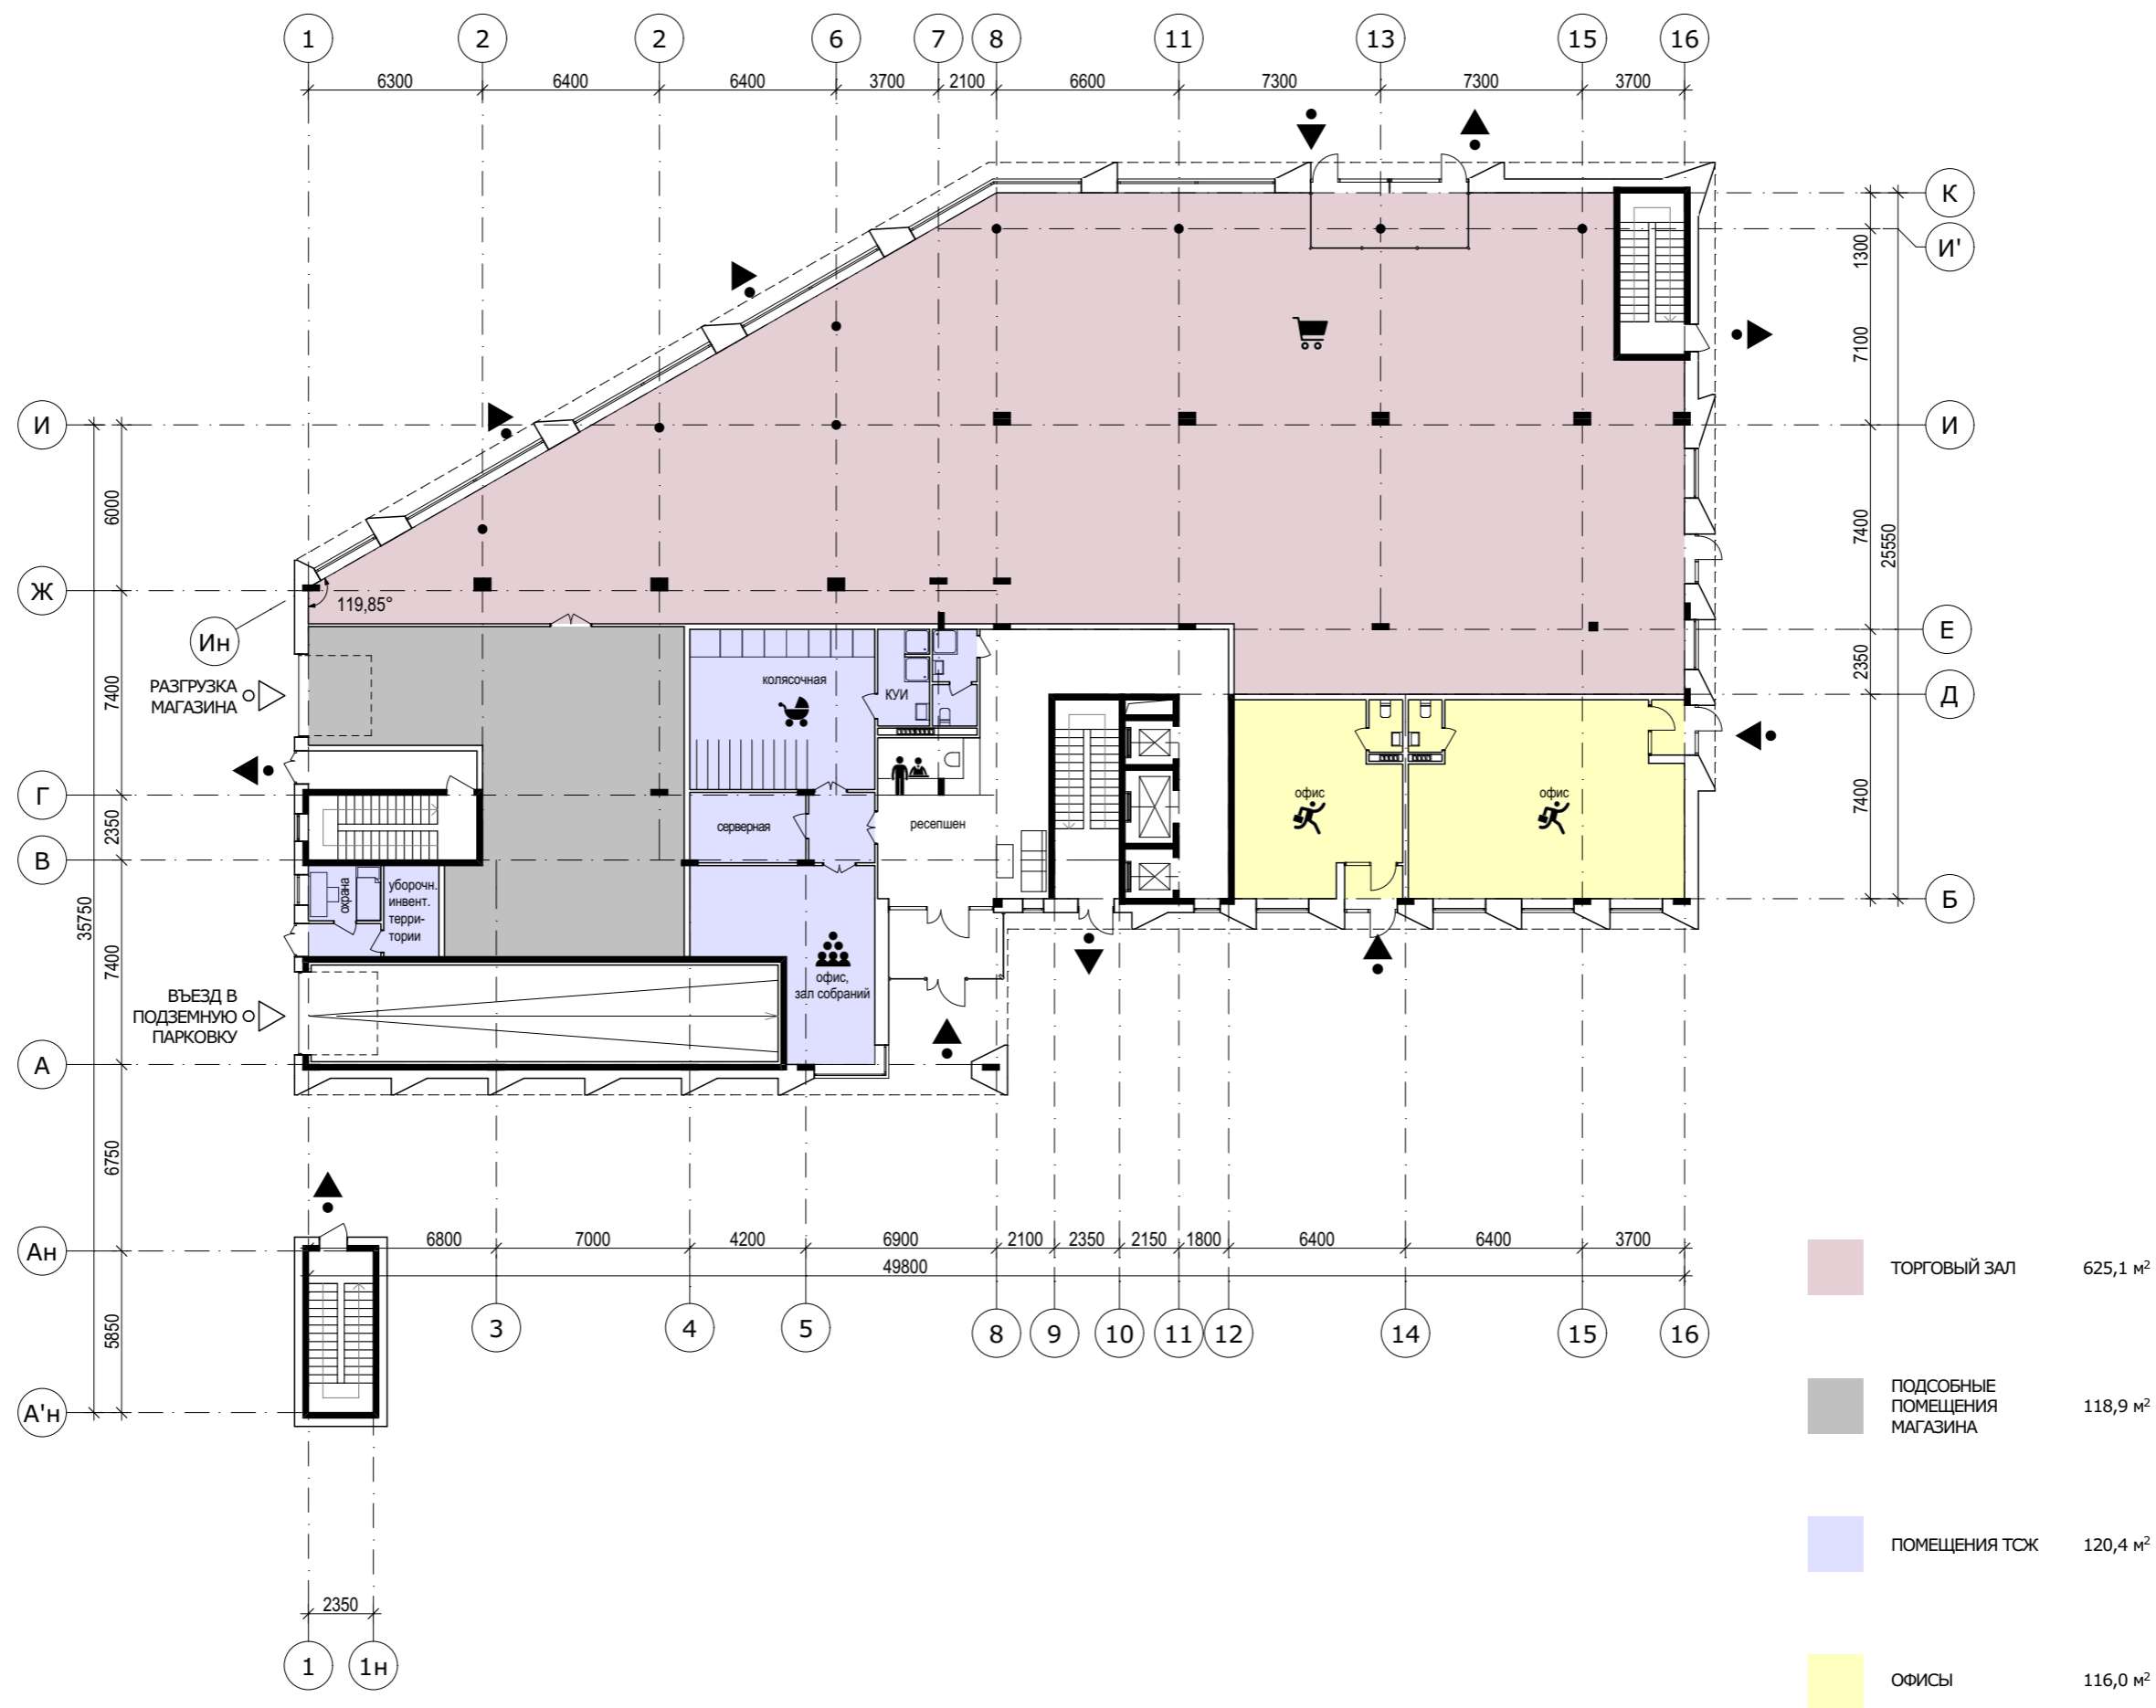 1 2 2 6 7 8 11 13 15 16
6300 6400 6400 3700 2100 6600 7300 7300 3700
К
И'
1300
7100
И
И
6000
7400
25550
Ж
119,85°
Ин
Е
2350
Д
РАЗГРУЗКА
МАГАЗИНА
7400
колясочная
КУИ
офис
офис
7400
Г
2350
серверная
ресепшен
В
охрана
уборочн.
инвент.
терри-
тории
Б
35750
7400
офис,
зал собраний
ВЪЕЗД В
ПОДЗЕМНУЮ
ПАРКОВКУ
А
6750
Ан
6800 7000 4200 6900 2100 2350 2150 1800 6400 6400 3700
49800
5850
3 4 5 8 9 10 11 12 14 15 16
А'н
2350
1 1н
ТОРГОВЫЙ ЗАЛ 625,1 м²
ПОДСОБНЫЕ
ПОМЕЩЕНИЯ
МАГАЗИНА
118,9 м²
ПОМЕЩЕНИЯ ТСЖ 120,4 м²
ОФИСЫ 116,0 м²